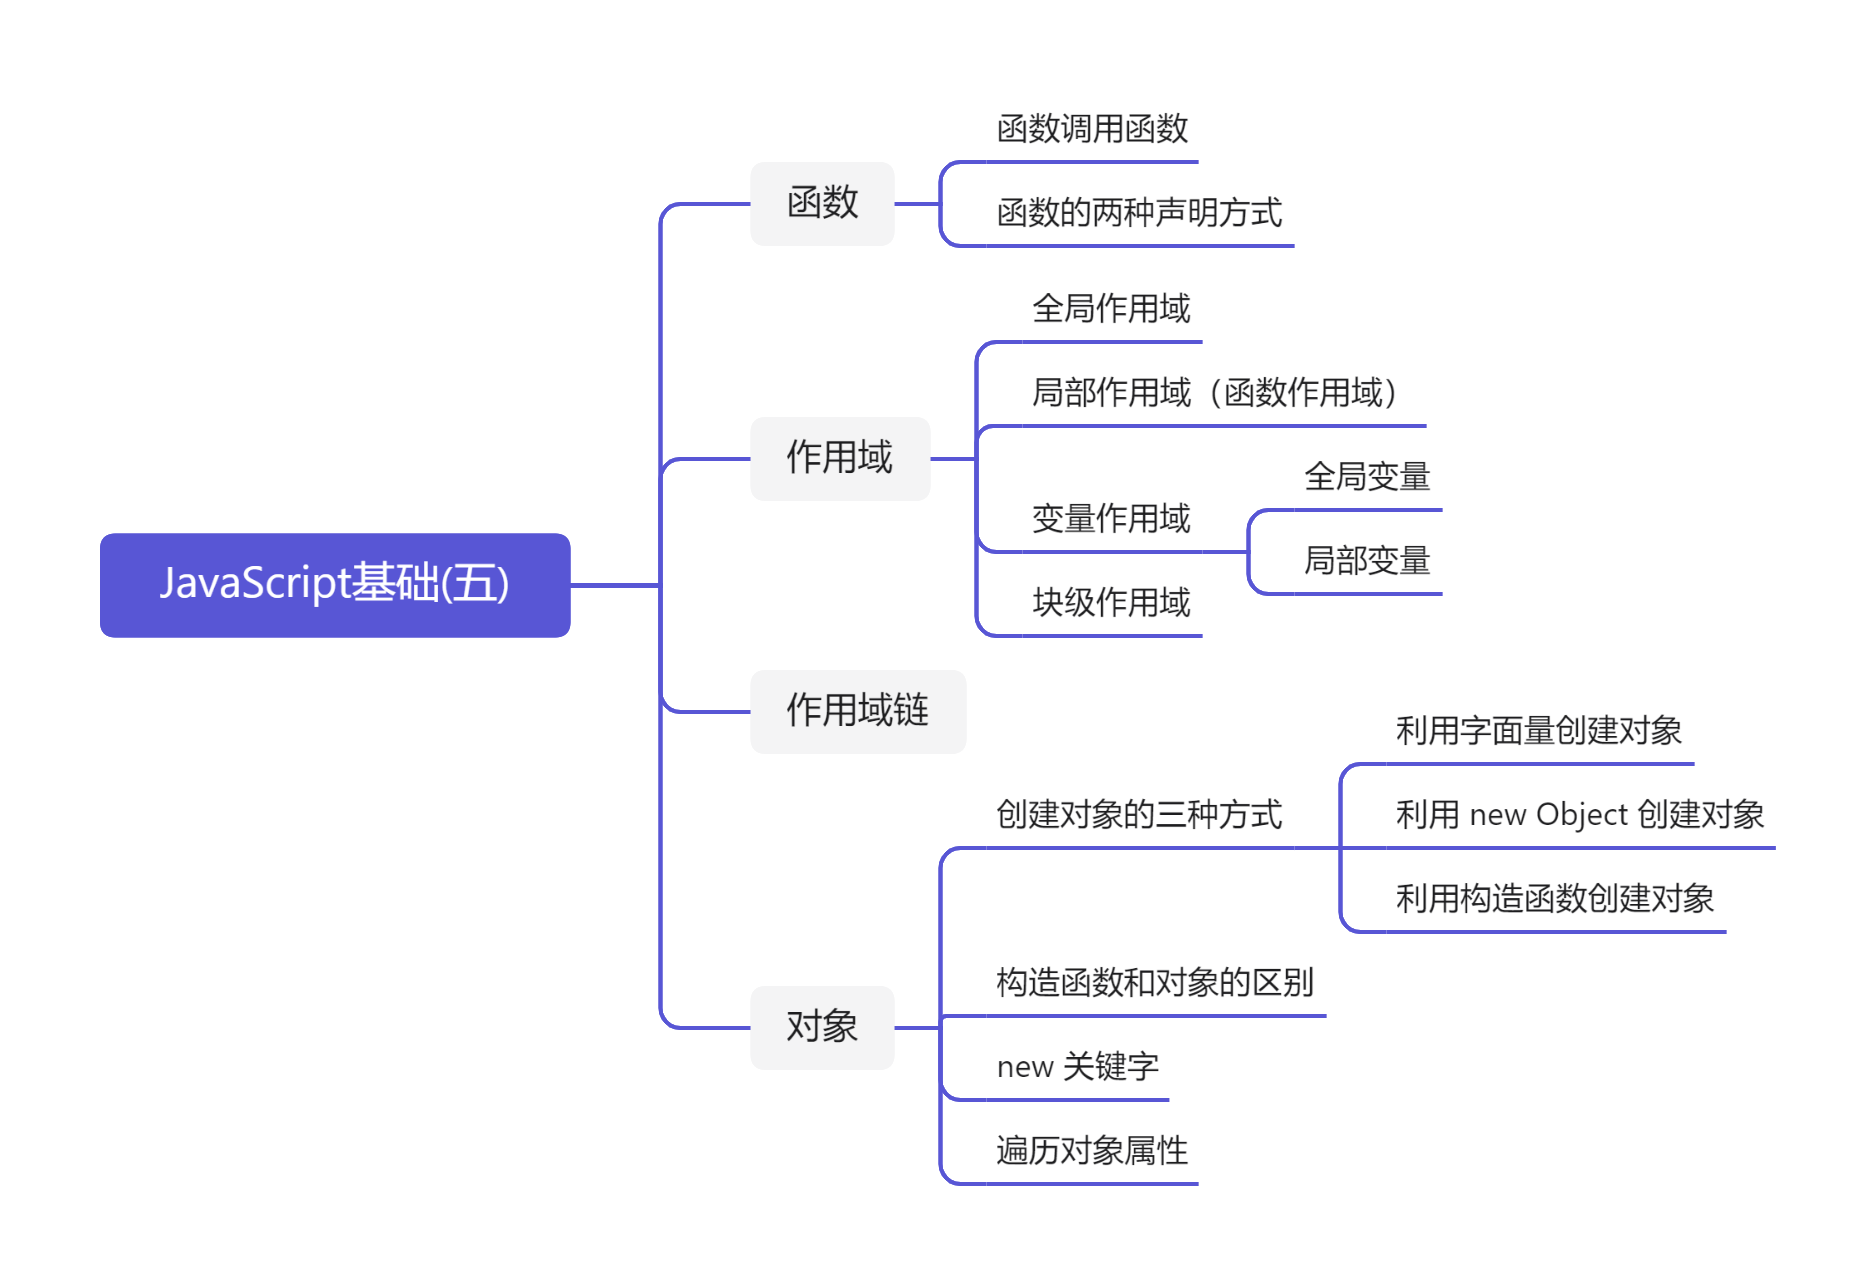 JavaScript基础(五)
函数
函数调用函数
函数的两种声明方式
作用域
全局作用域
局部作用域（函数作用域）
变量作用域
全局变量
局部变量
块级作用域
作用域链
对象
创建对象的三种方式
利用字面量创建对象
利用 new Object 创建对象
利用构造函数创建对象
构造函数和对象的区别
new 关键字
遍历对象属性